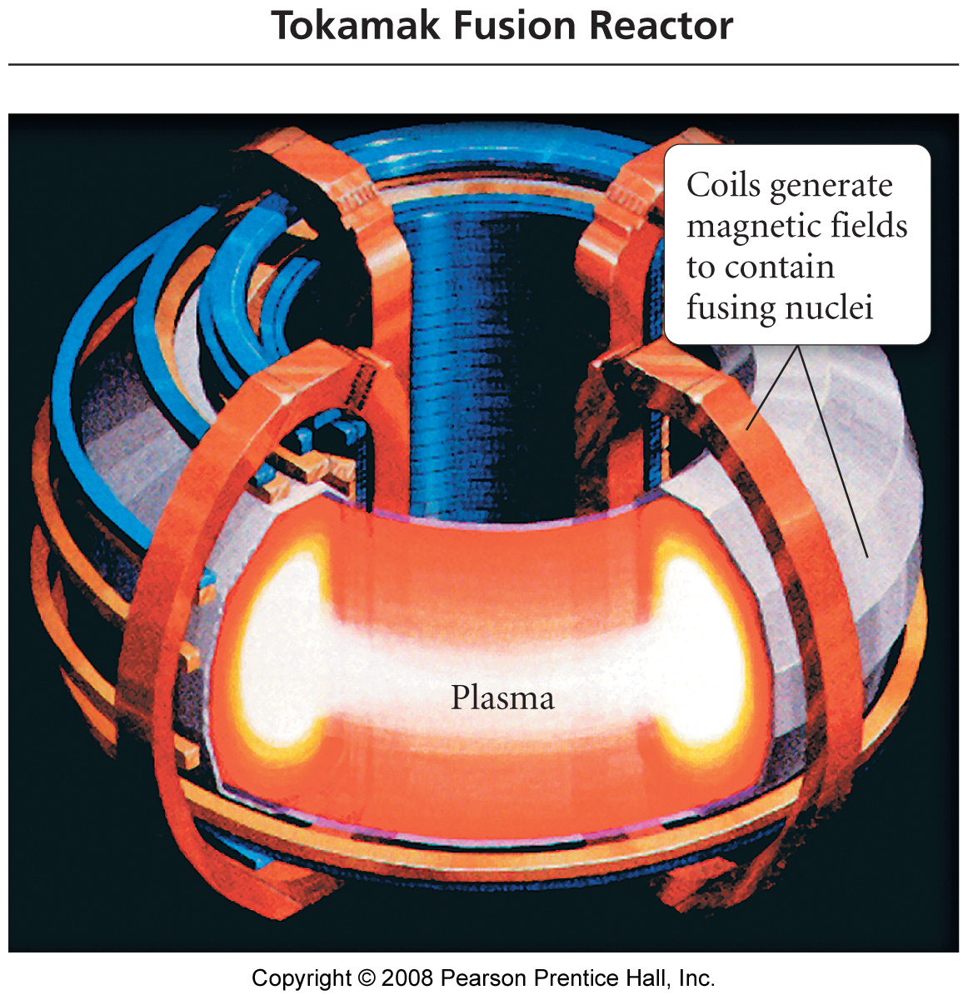 Tokamak Fusion Reactor
Coils generate
magnetic fields
to contain
fusing nuclei
Plasma
Copyright © 2008 Pearson Prentice Hall, Inc.